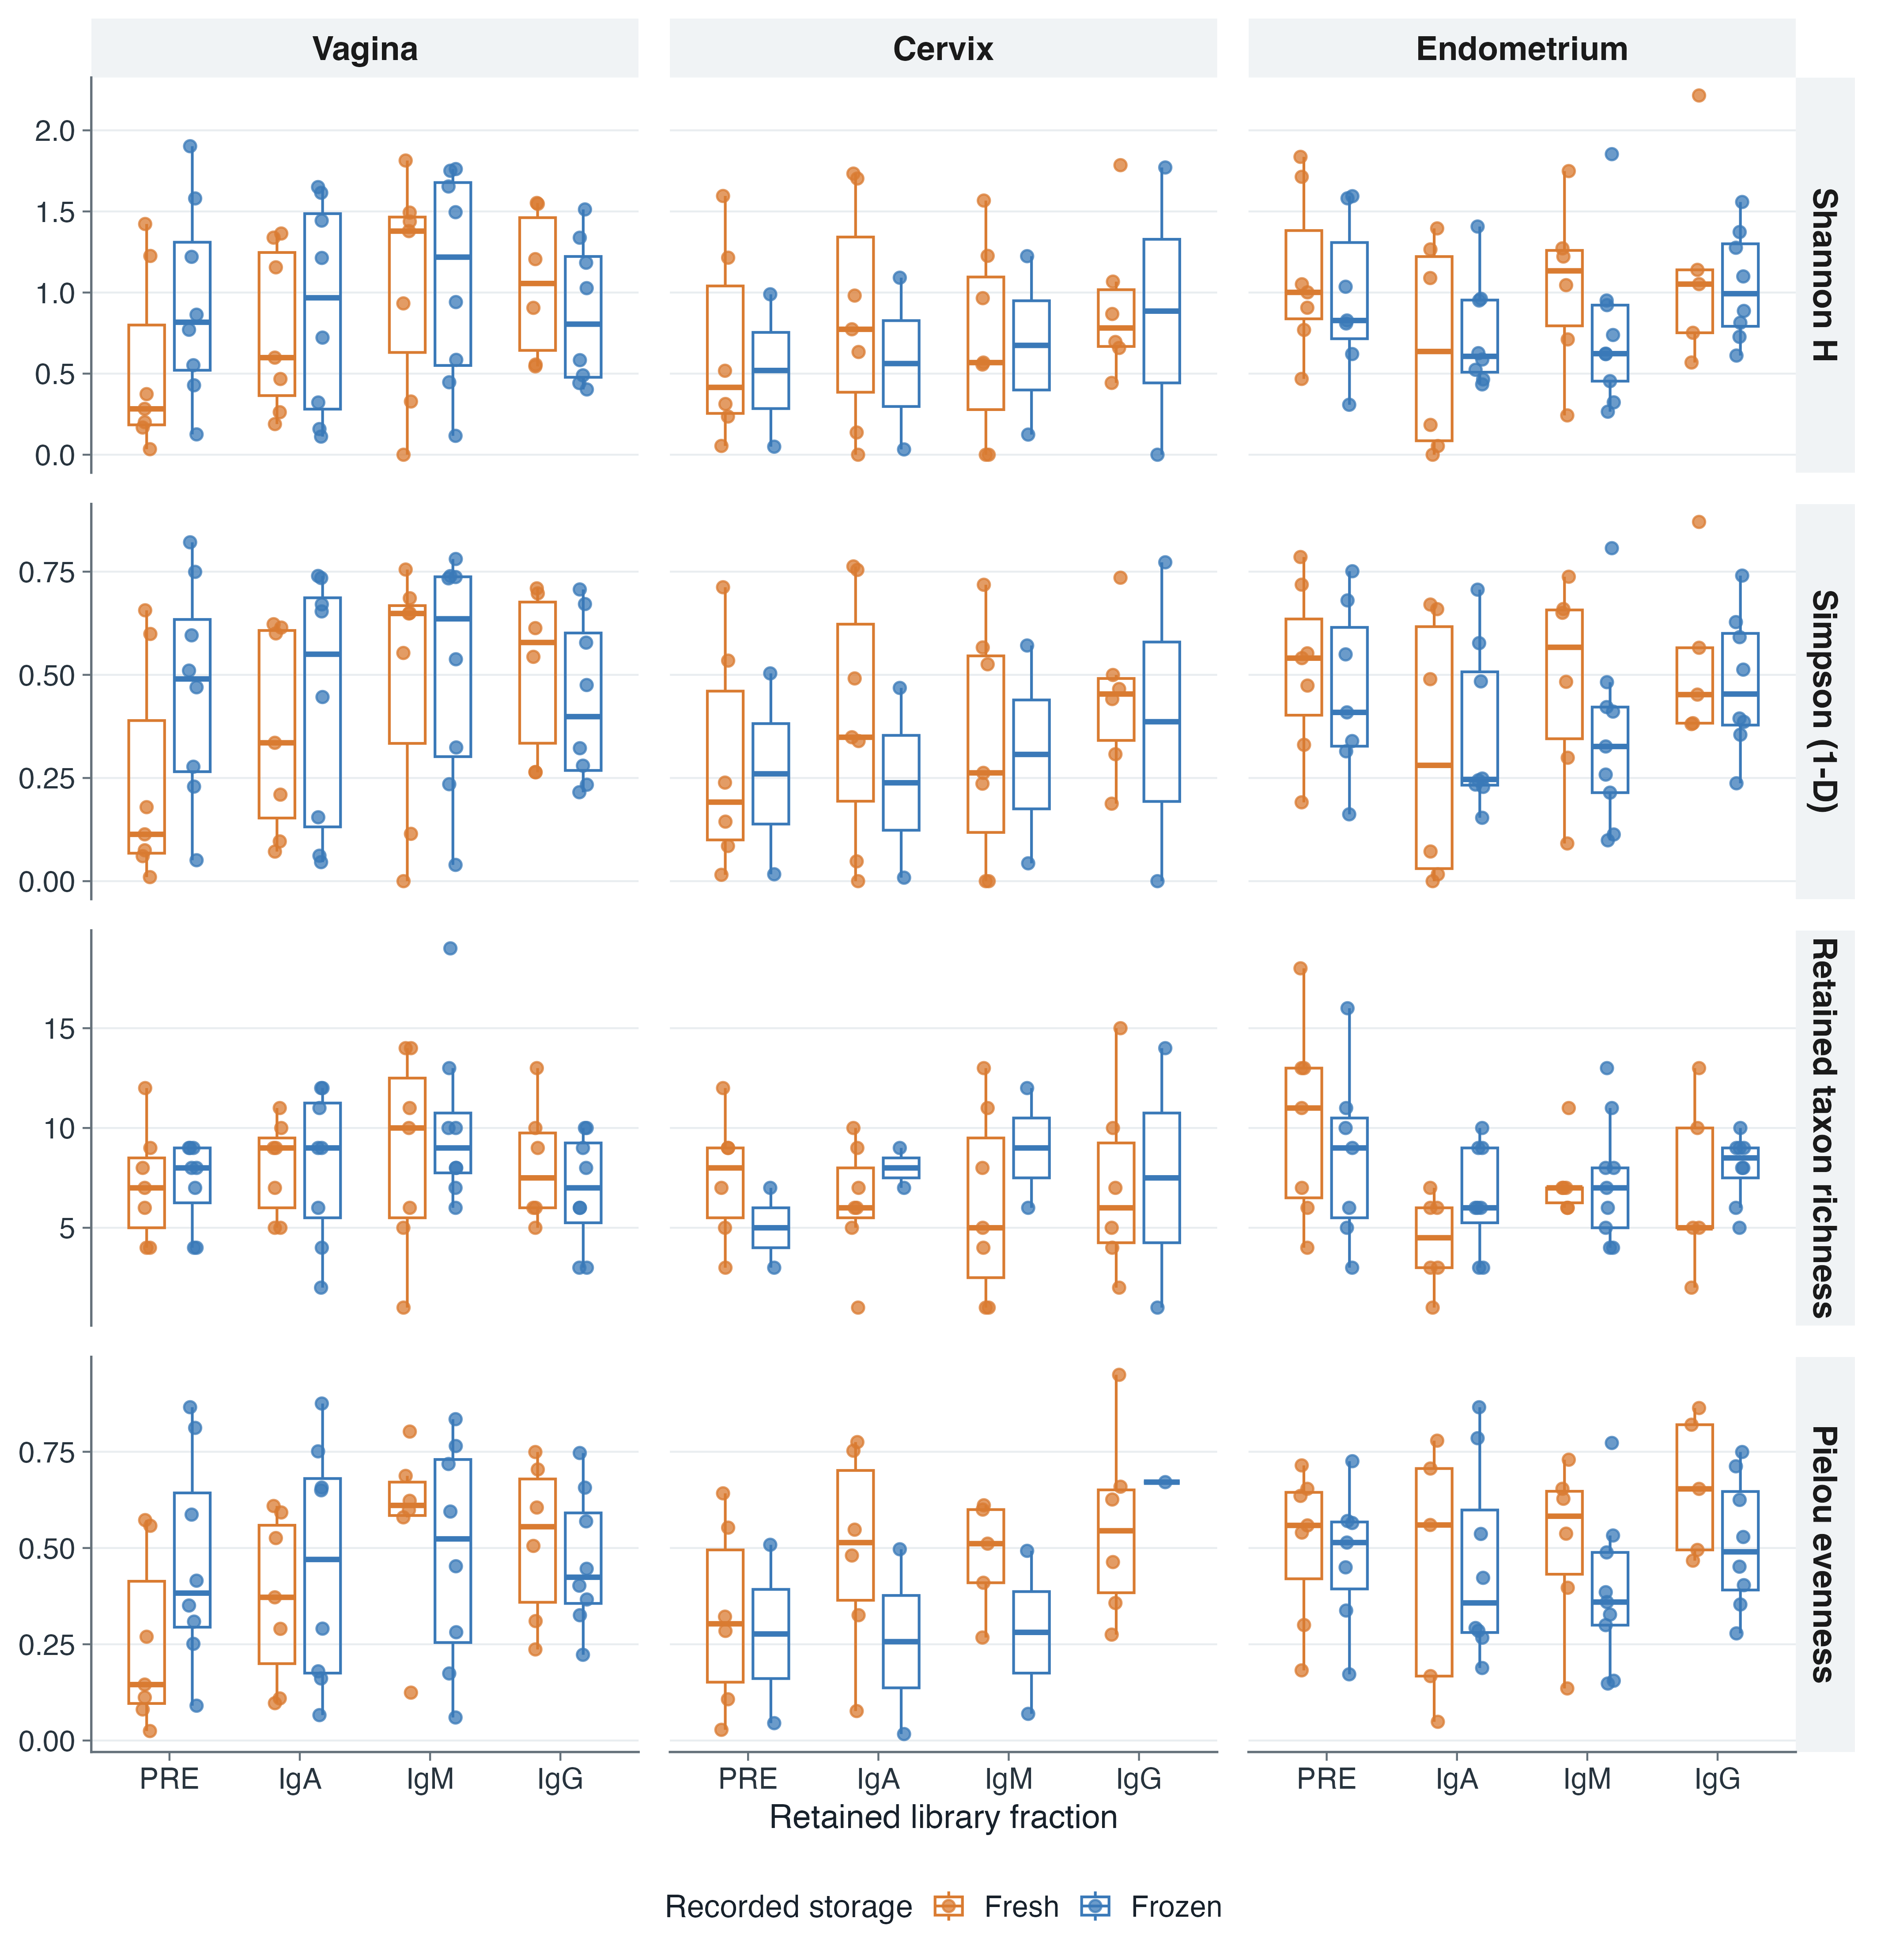 Vagina Cervix Endometrium
2.0
1.5
1.0
0.5
0.0
Shannon H
0.75
0.50
0.25
0.00
Simpson (1-D)
15
10
5
Retained taxon richness
0.75
0.50
0.25
0.00
Pielou evenness
PRE IgA IgM IgG PRE IgA IgM IgG PRE IgA IgM IgG
Retained library fraction
Recorded storage Fresh Frozen